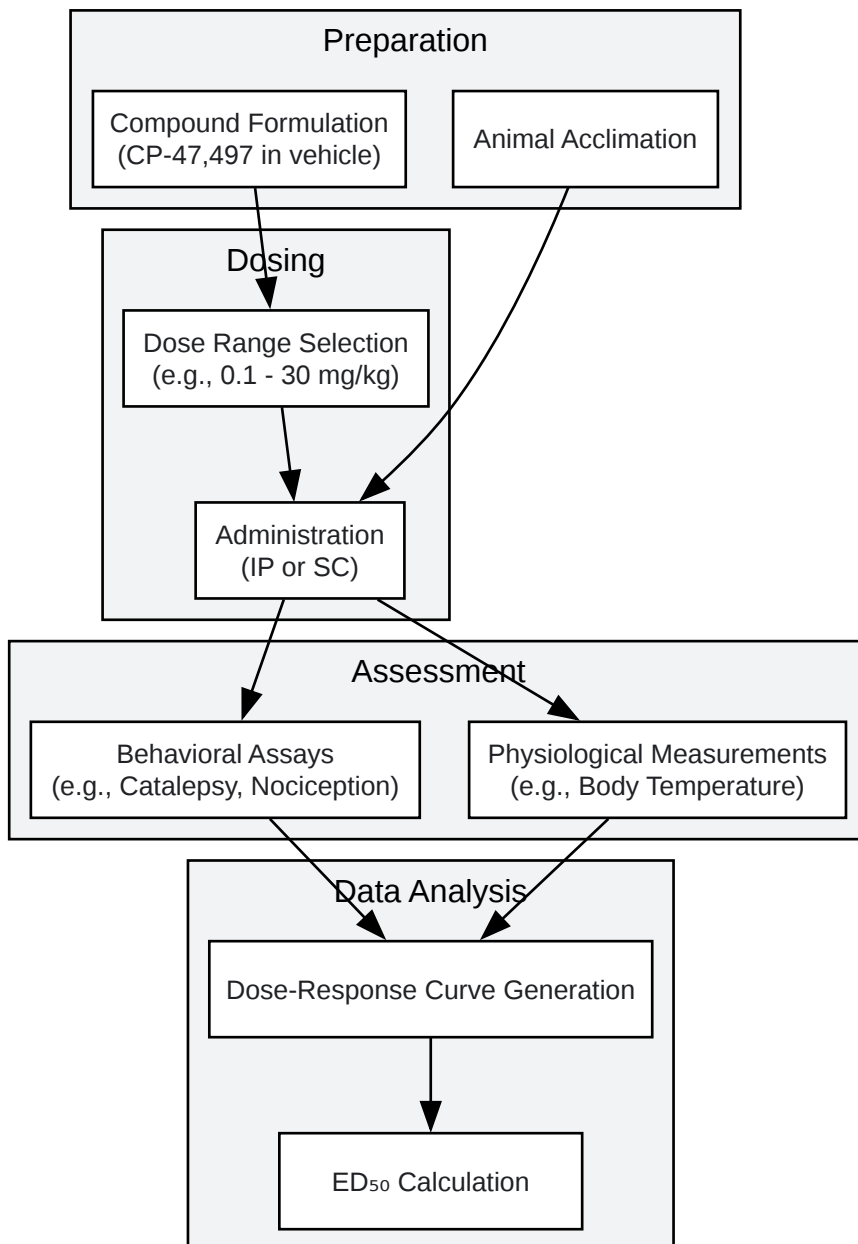 Preparation
Compound Formulation
(CP-47,497 in vehicle)
Animal Acclimation
Dosing
Dose Range Selection
(e.g., 0.1 - 30 mg/kg)
Administration
(IP or SC)
Assessment
Behavioral Assays
(e.g., Catalepsy, Nociception)
Physiological Measurements
(e.g., Body Temperature)
Data Analysis
Dose-Response Curve Generation
ED₅₀ Calculation